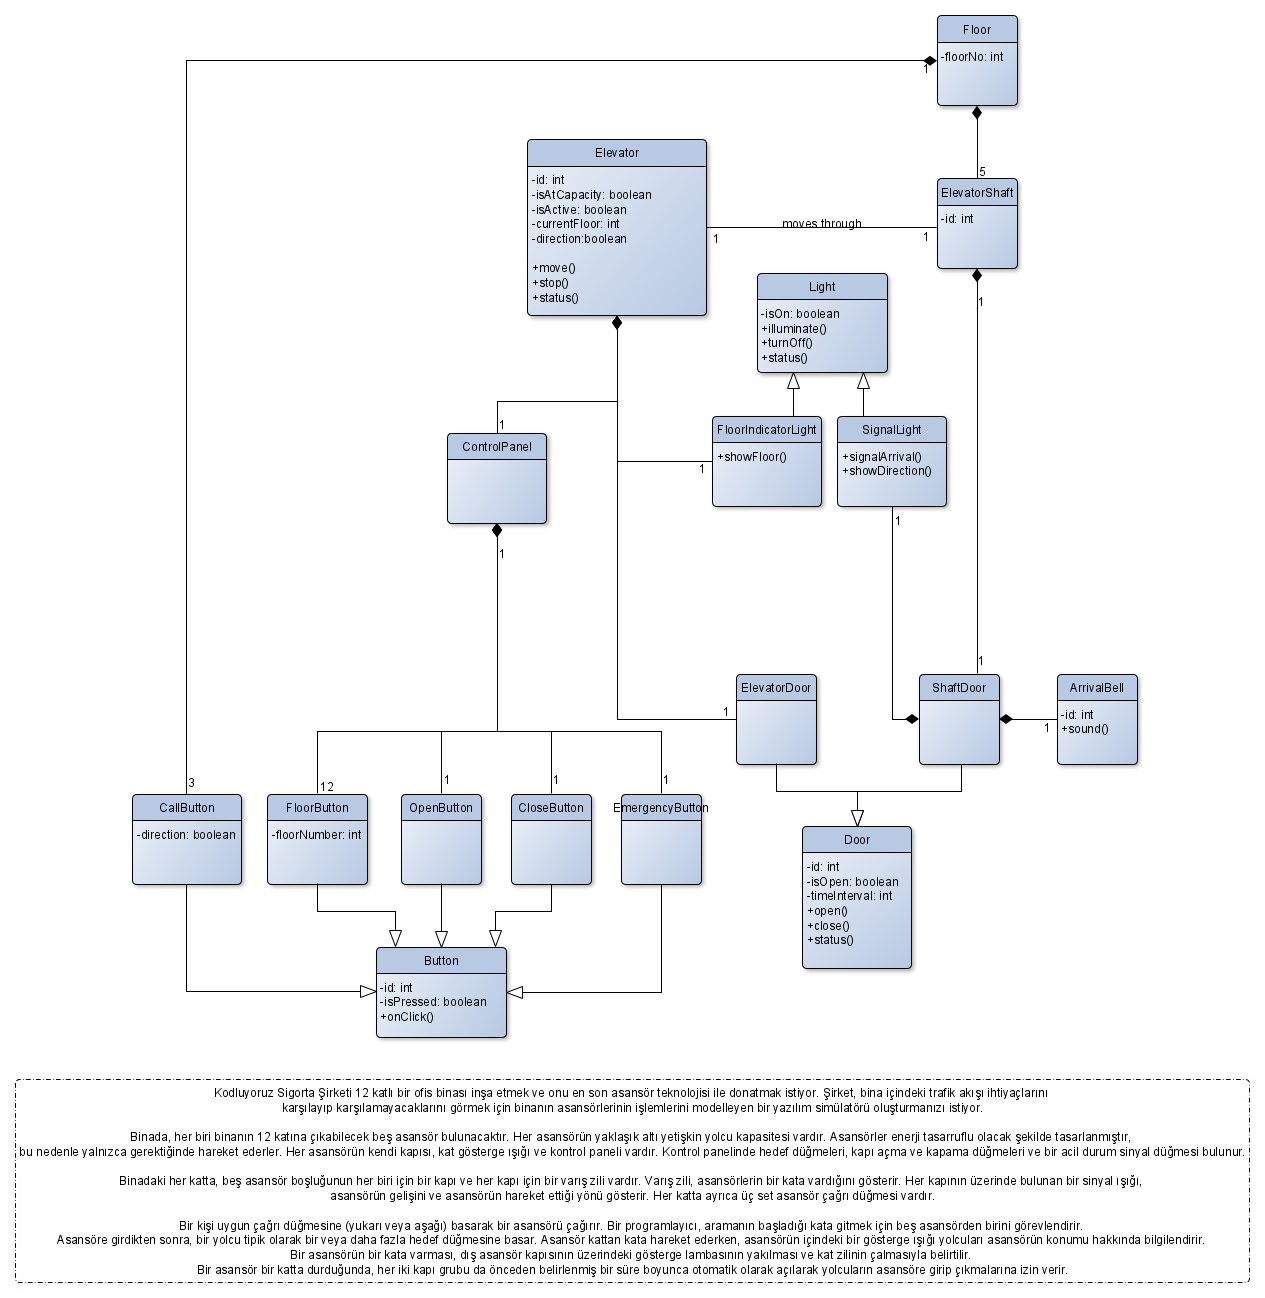 Floor
-floorNo: int
1
5
Elevator
-id: int
-isAtCapacity: boolean
-isActive: boolean
-currentFloor: int
-direction:boolean
+move()
+stop()
+status()
moves through
1
1
ElevatorShaft
-id: int
1
Light
-isOn: boolean
+illuminate()
+turnOff()
+status()
1
ControlPanel
1
FloorIndicatorLight
+showFloor()
1
SignalLight
+signalArrival()
+showDirection()
1
1
ElevatorDoor
1
ShaftDoor
1
ArrivalBell
-id: int
+sound()
1
3
CallButton
-direction: boolean
12
FloorButton
-floorNumber: int
1
OpenButton
1
CloseButton
1
EmergencyButton
Door
-id: int
-isOpen: boolean
-timeInterval: int
+open()
+close()
+status()
Button
-id: int
-isPressed: boolean
+onClick()
Kodluyoruz Sigorta Şirketi 12 katlı bir ofis binası inşa etmek ve onu en son asansör teknolojisi ile donatmak istiyor. Şirket, bina içindeki trafik akışı ihtiyaçlarını
karşılayıp karşılamayacaklarını görmek için binanın asansörlerinin işlemlerini modelleyen bir yazılım simülatörü oluşturmanızı istiyor.
Binada, her biri binanın 12 katına çıkabilecek beş asansör bulunacaktır. Her asansörün yaklaşık altı yetişkin yolcu kapasitesi vardır. Asansörler enerji tasarruflu olacak şekilde tasarlanmıştır,
bu nedenle yalnızca gerektiğinde hareket ederler. Her asansörün kendi kapısı, kat gösterge ışığı ve kontrol paneli vardır. Kontrol panelinde hedef düğmeleri, kapı açma ve kapama düğmeleri ve bir acil durum sinyal düğmesi bulunur.
Binadaki her katta, beş asansör boşluğunun her biri için bir kapı ve her kapı için bir varış zili vardır. Varış zili, asansörlerin bir kata vardığını gösterir. Her kapının üzerinde bulunan bir sinyal ışığı,
asansörün gelişini ve asansörün hareket ettiği yönü gösterir. Her katta ayrıca üç set asansör çağrı düğmesi vardır.
Bir kişi uygun çağrı düğmesine (yukarı veya aşağı) basarak bir asansörü çağırır. Bir programlayıcı, aramanın başladığı kata gitmek için beş asansörden birini görevlendirir.
Asansöre girdikten sonra, bir yolcu tipik olarak bir veya daha fazla hedef düğmesine basar. Asansör kattan kata hareket ederken, asansörün içindeki bir gösterge ışığı yolcuları asansörün konumu hakkında bilgilendirir.
Bir asansörün bir kata varması, dış asansör kapısının üzerindeki gösterge lambasının yakılması ve kat zilinin çalmasıyla belirtilir.
Bir asansör bir katta durduğunda, her iki kapı grubu da önceden belirlenmiş bir süre boyunca otomatik olarak açılarak yolcuların asansöre girip çıkmalarına izin verir.